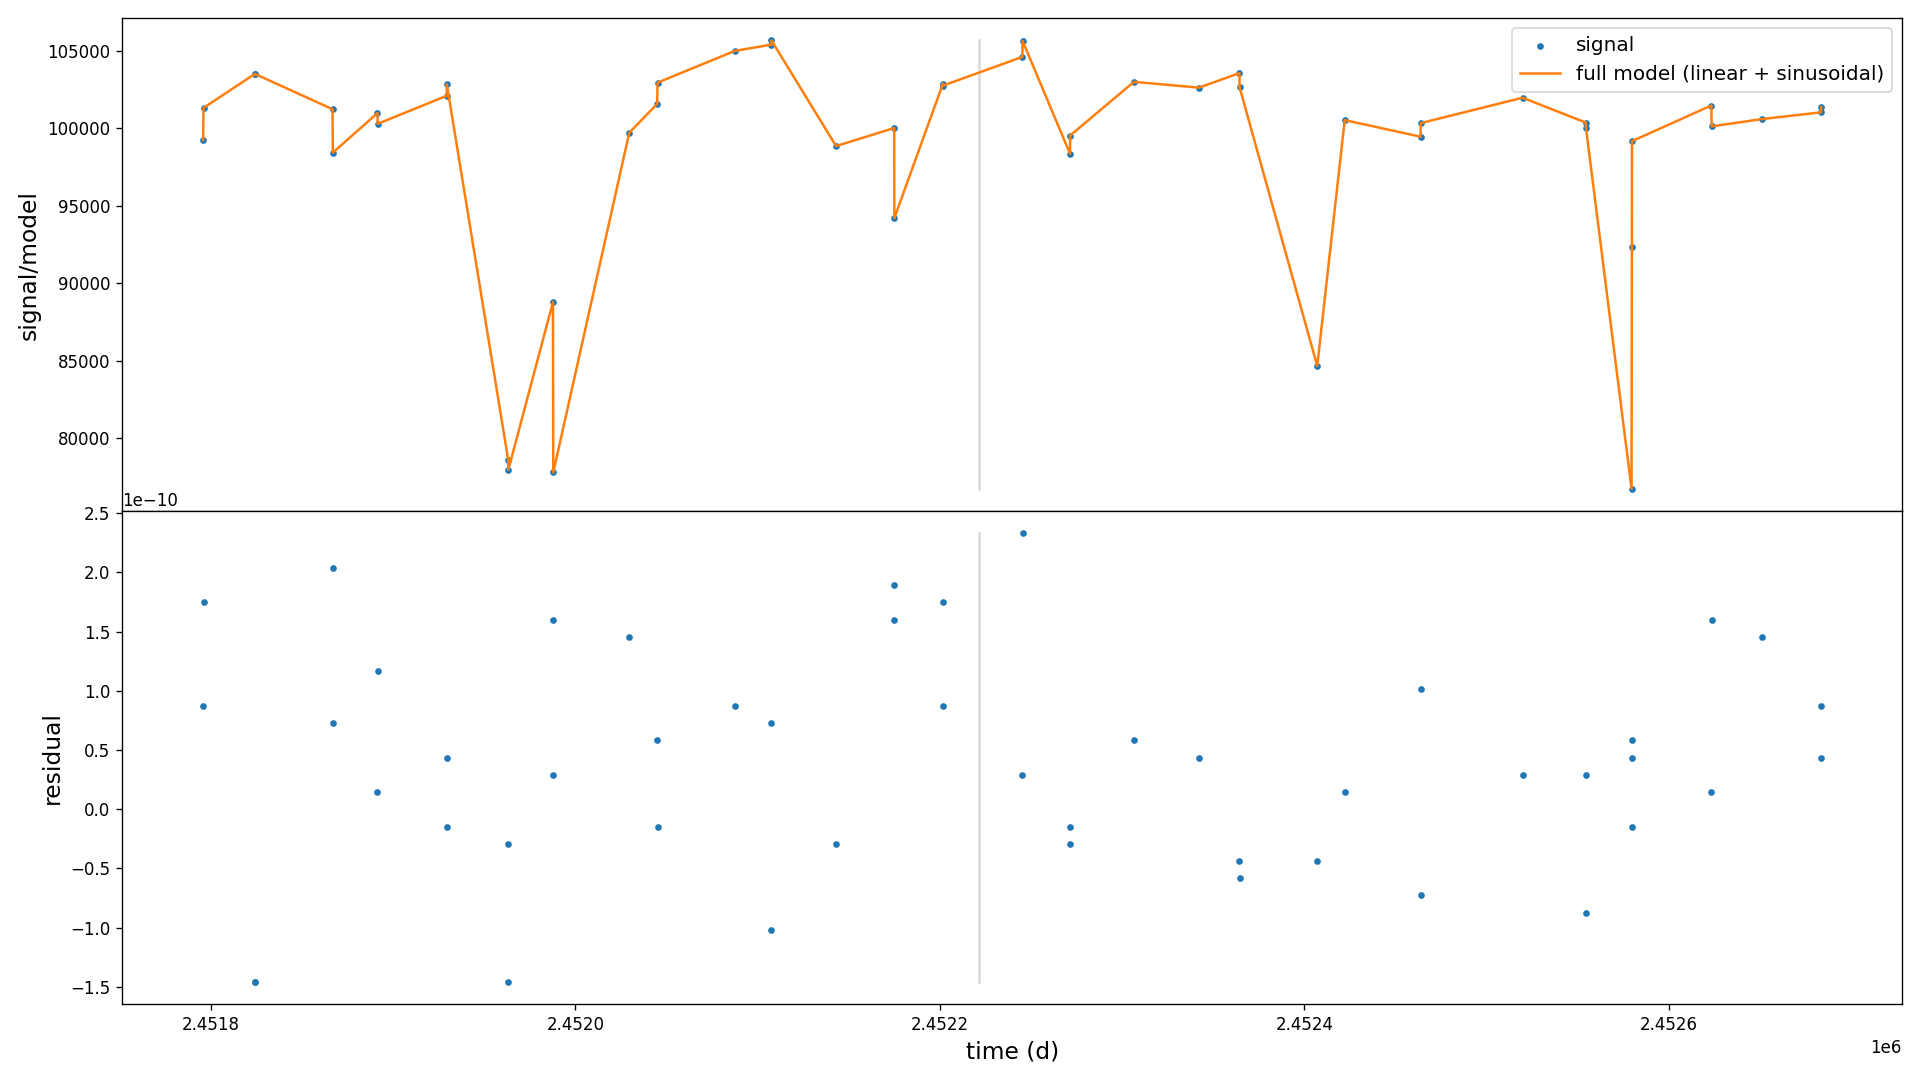 105000
100000
95000
90000
85000
80000
signal/model
signal
full model (linear + sinusoidal)
1e−10
2.5
2.0
1.5
1.0
0.5
0.0
−0.5
−1.0
−1.5
residual
2.4518
2.4520
2.4522
2.4524
2.4526
1e6
time (d)